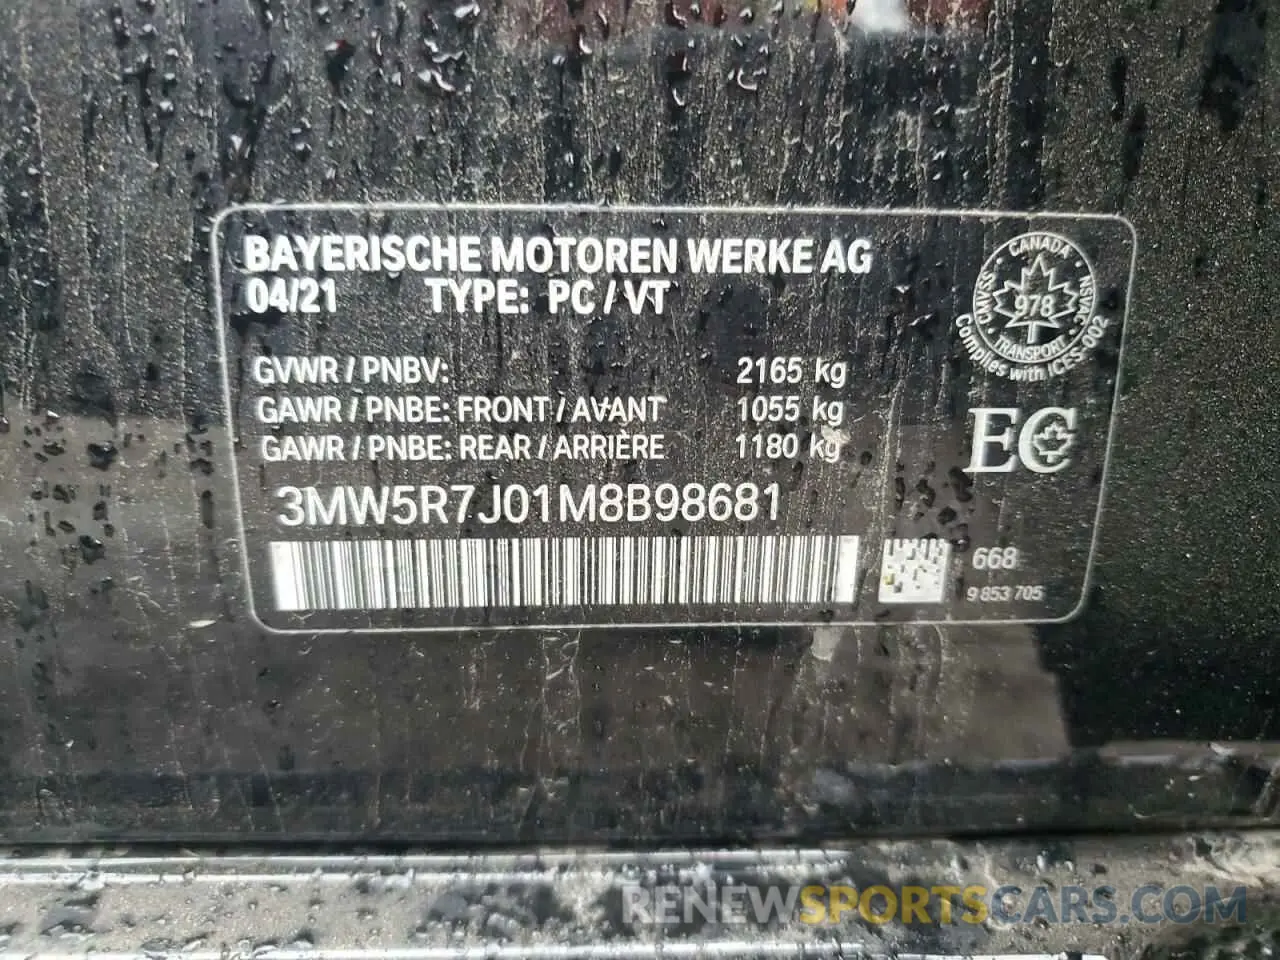 BAYERISCHE MOTOREN WERKE AG
04/21 TYPE: PC / VT
GVWR / PNBV: 2165 kg
GAWR / PNBE: FRONT / AVANT 1055 kg
GAWR / PNBE: REAR / ARRIÈRE 1180 kg
3MW5R7J01M8B98681
CANADA
NSVAC · TRANSPORT · CVVSS
978
Complies with ICES-002
EC
668
9 853 705
RENEWSPORTSCARS.COM